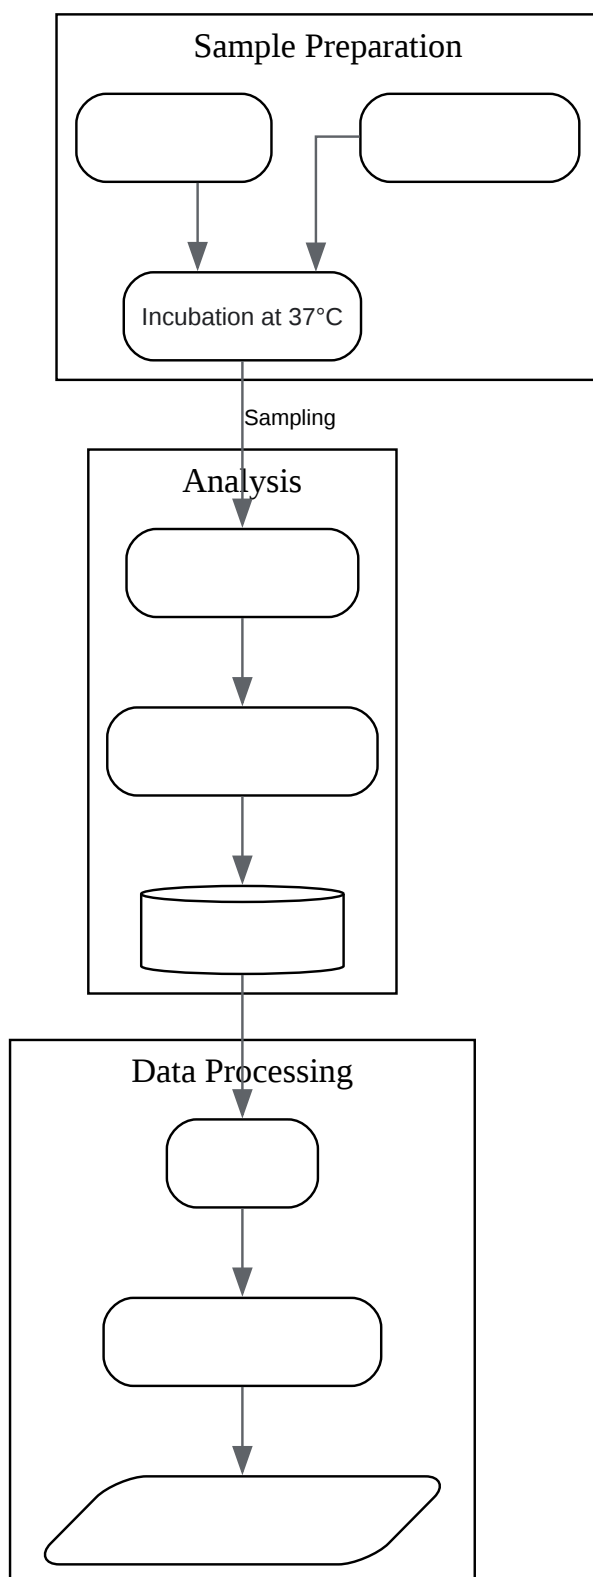 Sample Preparation
Incubation at 37°C
Sampling
Analysis
Data Processing